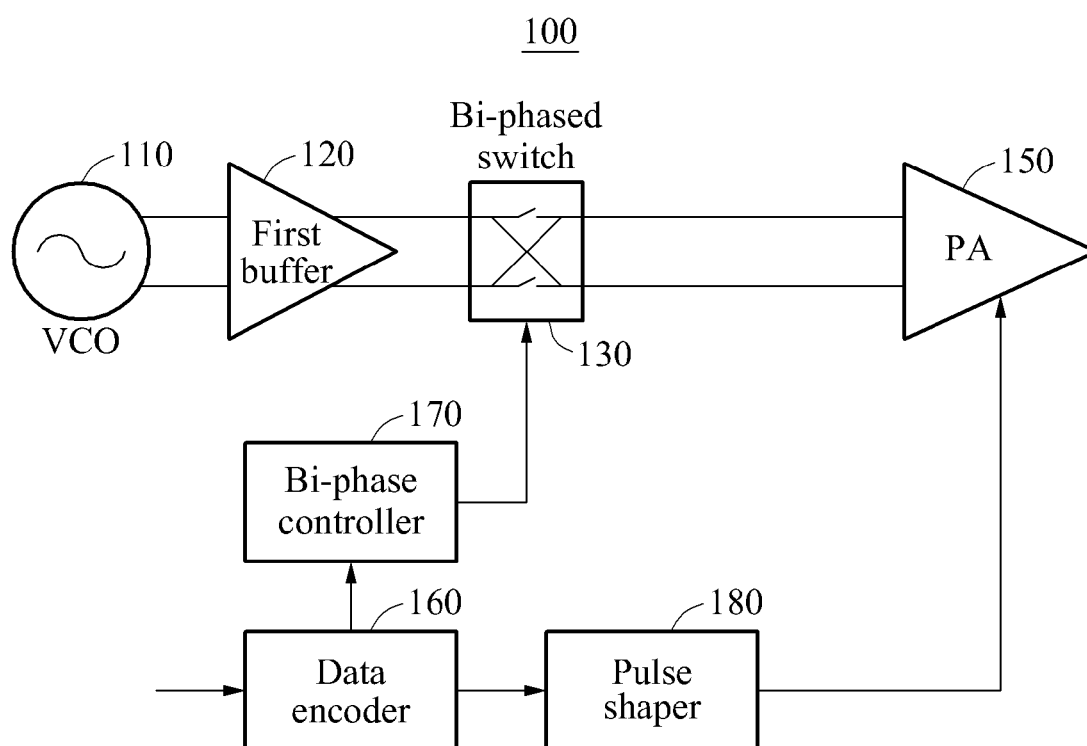 100
Bi-phased
switch
110
120
150
First
buffer
PA
VCO
130
170
Bi-phase
controller
160
180
Data
encoder
Pulse
shaper